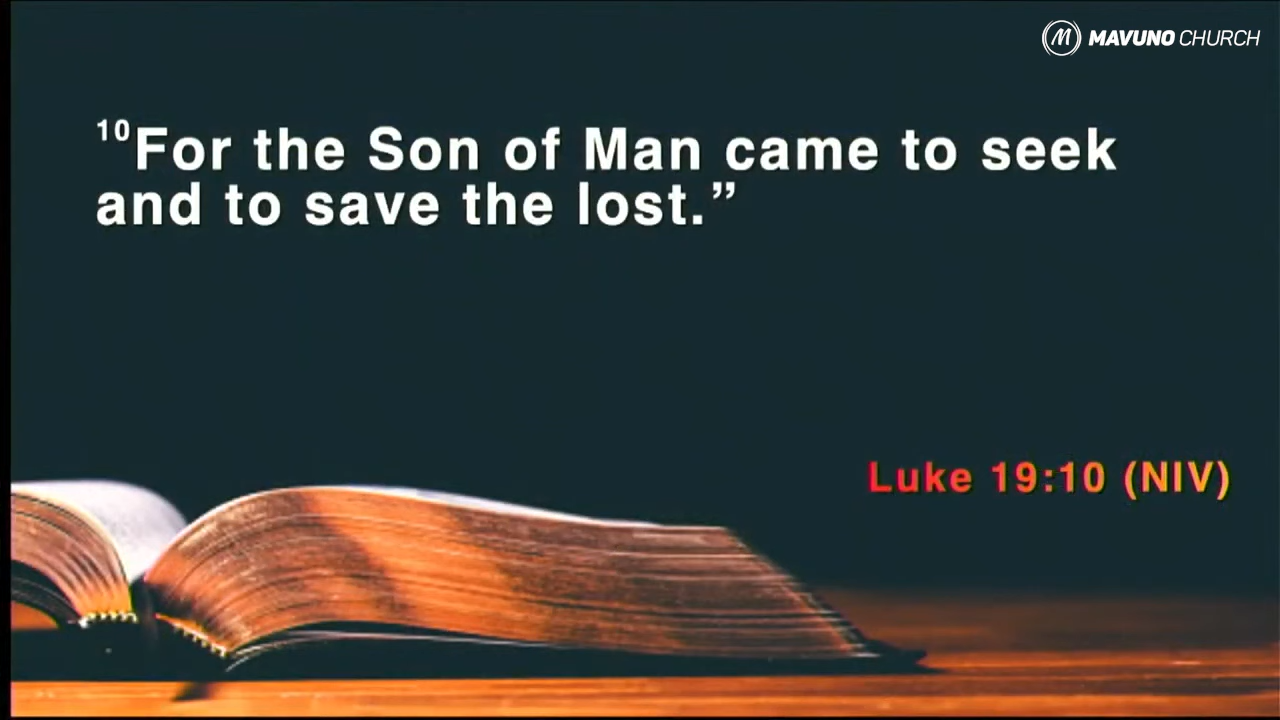 MAVUNO CHURCH
¹⁰For the Son of Man came to seek
and to save the lost.”
Luke 19:10 (NIV)